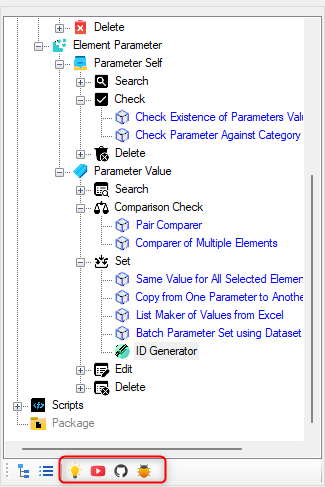 Delete
Element Parameter
Parameter Self
Search
Check
Check Existence of Parameters Valu
Check Parameter Against Category
Delete
Parameter Value
Search
Comparison Check
Pair Comparer
Comparer of Multiple Elements
Set
Same Value for All Selected Elemen
Copy from One Parameter to Anothe
List Maker of Values from Excel
Batch Parameter Set using Dataset
ID Generator
Edit
Delete
Scripts
Package